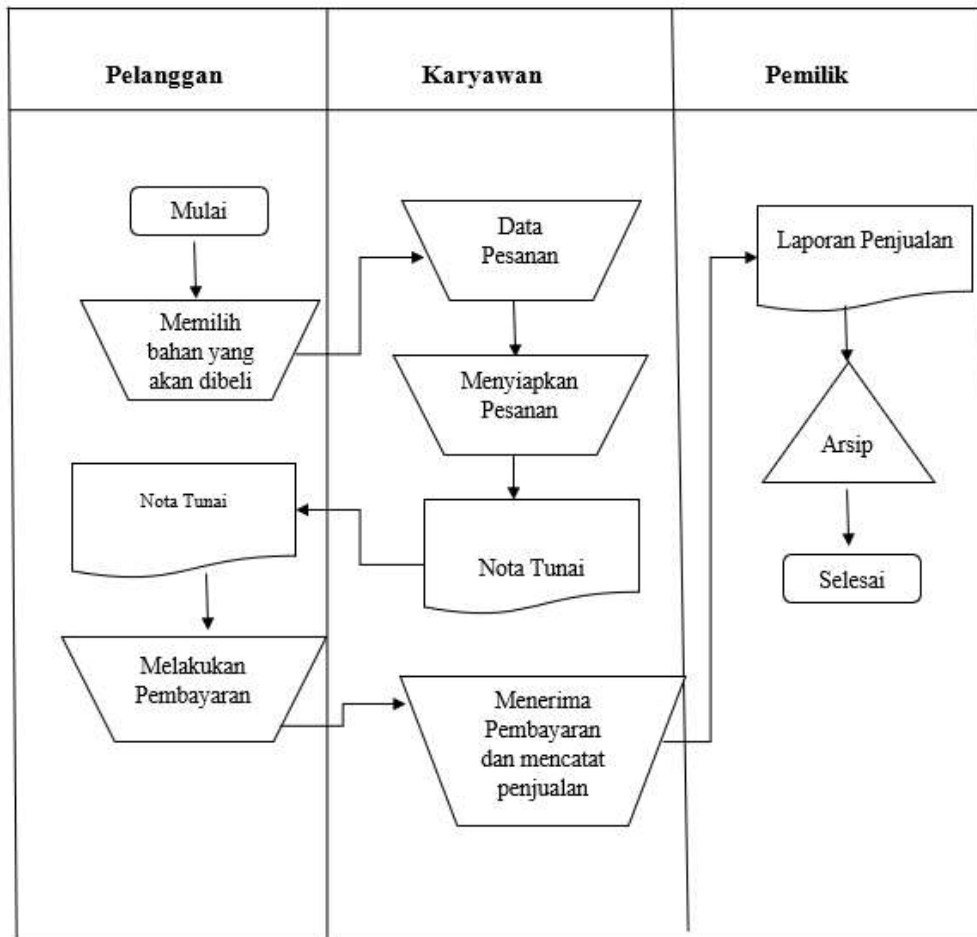 Pelanggan
Karyawan
Pemilik
Mulai
Memilih
bahan yang
akan dibeli
Nota Tunai
Melakukan
Pembayaran
Data
Pesanan
Menyiapkan
Pesanan
Nota Tunai
Menerima
Pembayaran
dan mencatat
penjualan
Laporan Penjualan
Arsip
Selesai